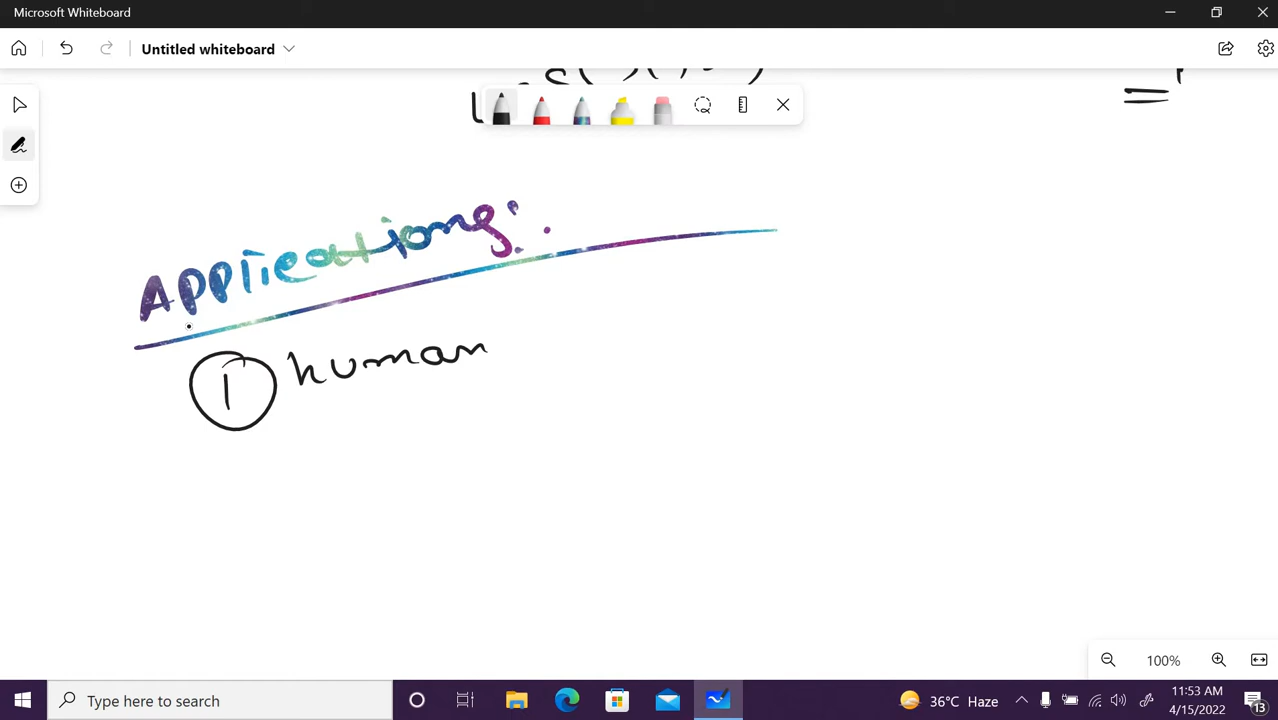 Microsoft Whiteboard
Untitled whiteboard
Applications:
1 human
100%
Type here to search
36°C Haze
11:53 AM
4/15/2022
13